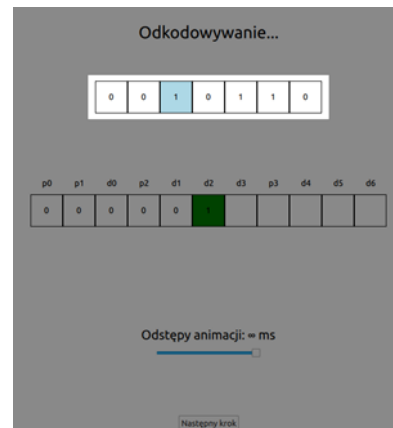 Odkodowywanie...
0 0 1 0 1 1 0
p0 p1 d0 p2 d1 d2 d3 p3 d4 d5 d6
0 0 0 0 0 1
Odstępy animacji: ∞ ms
Następny krok